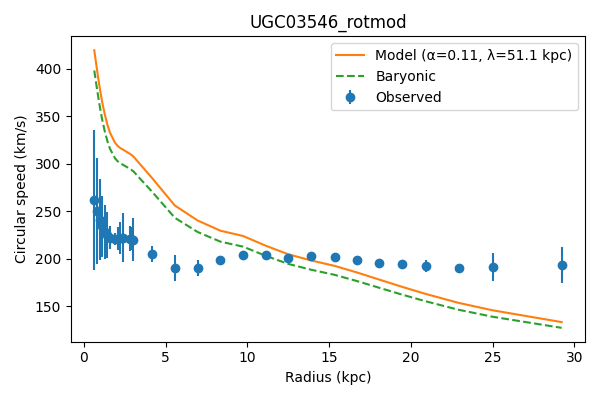 UGC03546_rotmod
Model (α=0.11, λ=51.1 kpc)
Baryonic
Observed
Circular speed (km/s)
400
350
300
250
200
150
0
5
10
15
20
25
30
Radius (kpc)